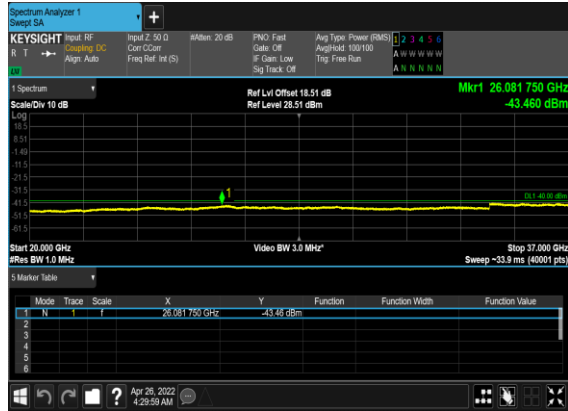 Spectrum Analyzer 1
Swept SA
+
KEYSIGHT Input: RF Input Z: 50 Ω #Atten: 20 dB PNO: Fast Avg Type: Power (RMS) 1 2 3 4 5 6
R T Coupling: DC Corr CCorr Gate: Off Avg|Hold: 100/100 A W W W W W
Align: Auto Freq Ref: Int (S) IF Gain: Low Trig: Free Run
Sig Track: Off A N N N N N
1 Spectrum
Ref Lvl Offset 18.51 dB Mkr1 26.081 750 GHz
Scale/Div 10 dB Ref Level 28.51 dBm -43.460 dBm
Log
18.5
8.51
-1.49
-11.5
-21.5
-31.5
1
DL1 -40.00 dBm
-41.5
-51.5
-61.5
Start 20.000 GHz Video BW 3.0 MHz* Stop 37.000 GHz
#Res BW 1.0 MHz Sweep ~33.9 ms (40001 pts)
5 Marker Table
Mode Trace Scale X Y Function Function Width Function Value
1 N 1 f 26.081 750 GHz -43.46 dBm
2
3
4
5
6
? Apr 26, 2022
4:29:59 AM